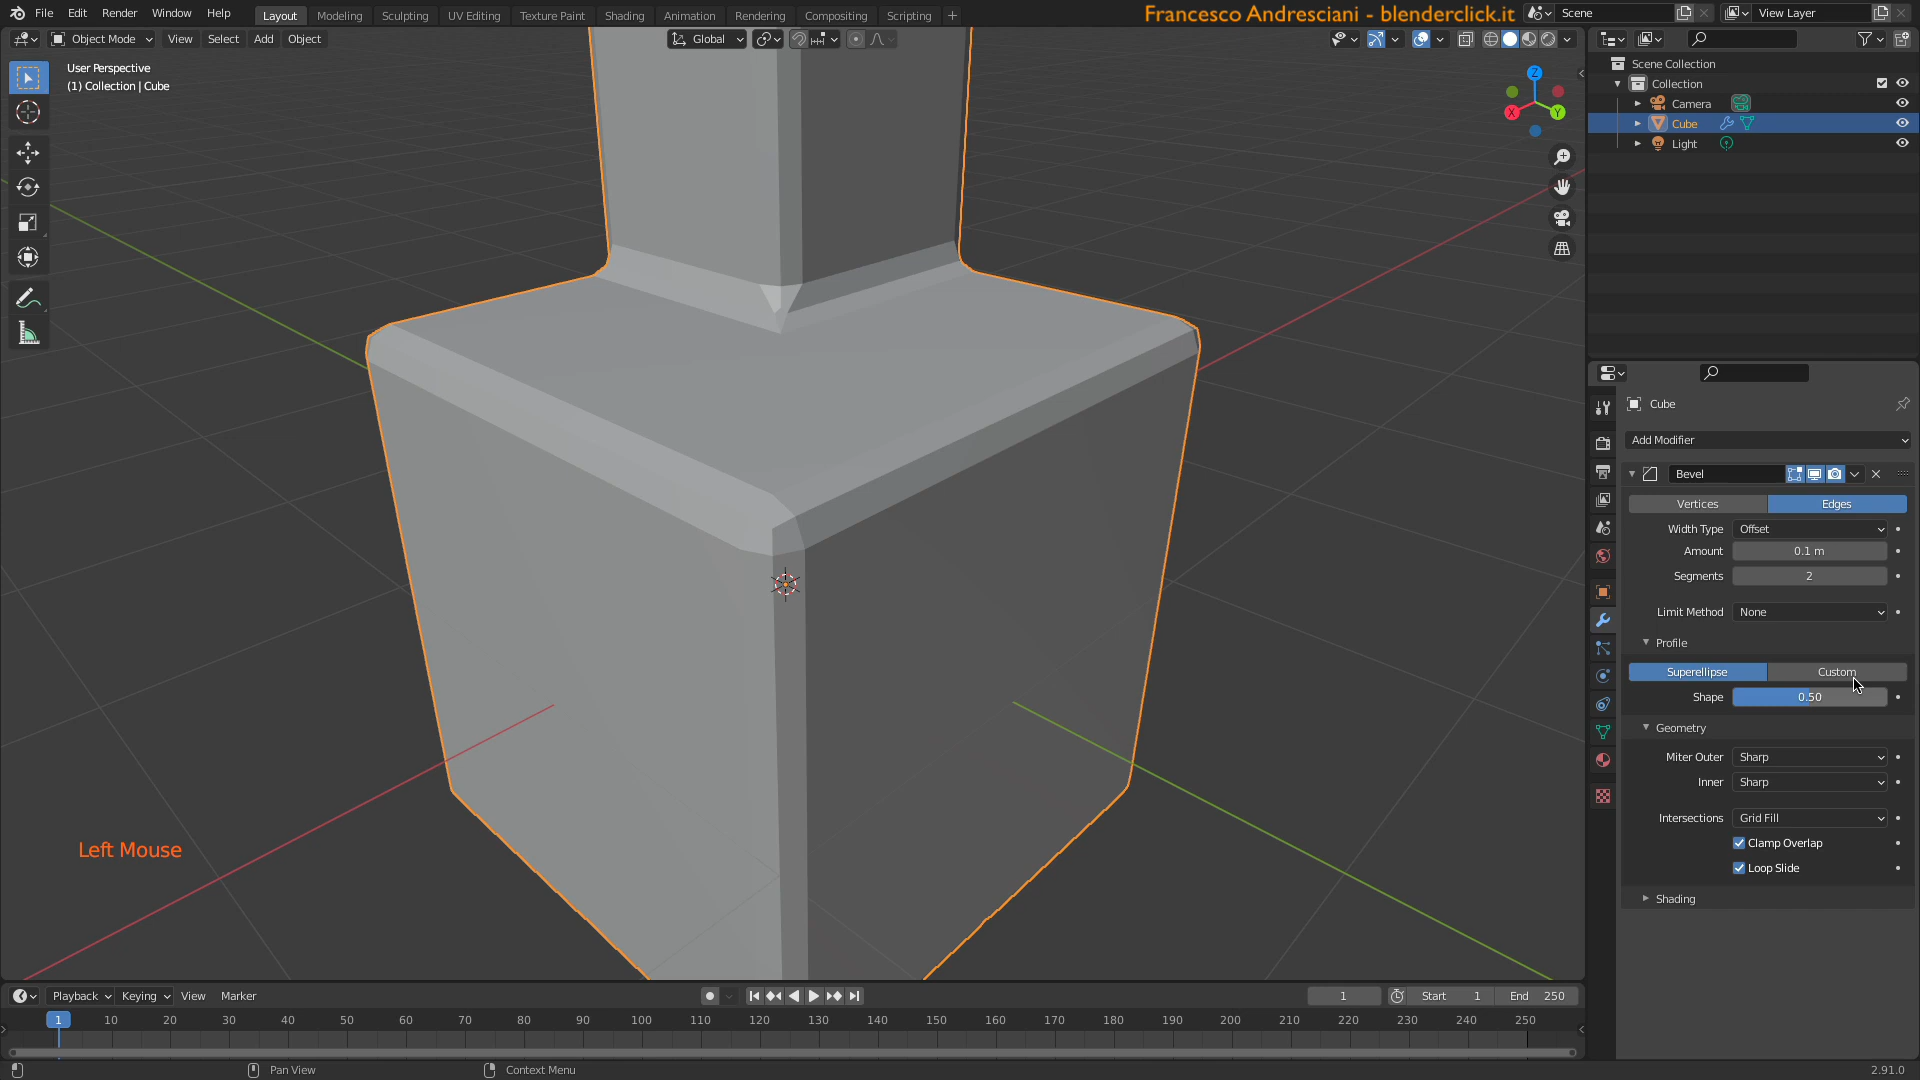 File Edit Render Window Help Layout Modeling Sculpting UV Editing Texture Paint Shading Animation Rendering Compositing Scripting Francesco Andresciani - blenderclick.it Scene View Layer
Object Mode View Select Add Object Global
User Perspective
(1) Collection | Cube
Z
X
Y
Scene Collection
Collection
Camera
Cube
Light
Cube
Add Modifier
Bevel
Vertices Edges
Width Type Offset
Amount 0.1 m
Segments 2
Limit Method None
Profile
Superellipse Custom
Shape 0.50
Geometry
Miter Outer Sharp
Inner Sharp
Intersections Grid Fill
Clamp Overlap
Loop Slide
Shading
Left Mouse
Playback Keying View Marker 1 Start 1 End 250
1 10 20 30 40 50 60 70 80 90 100 110 120 130 140 150 160 170 180 190 200 210 220 230 240 250
Pan View Context Menu 2.91.0